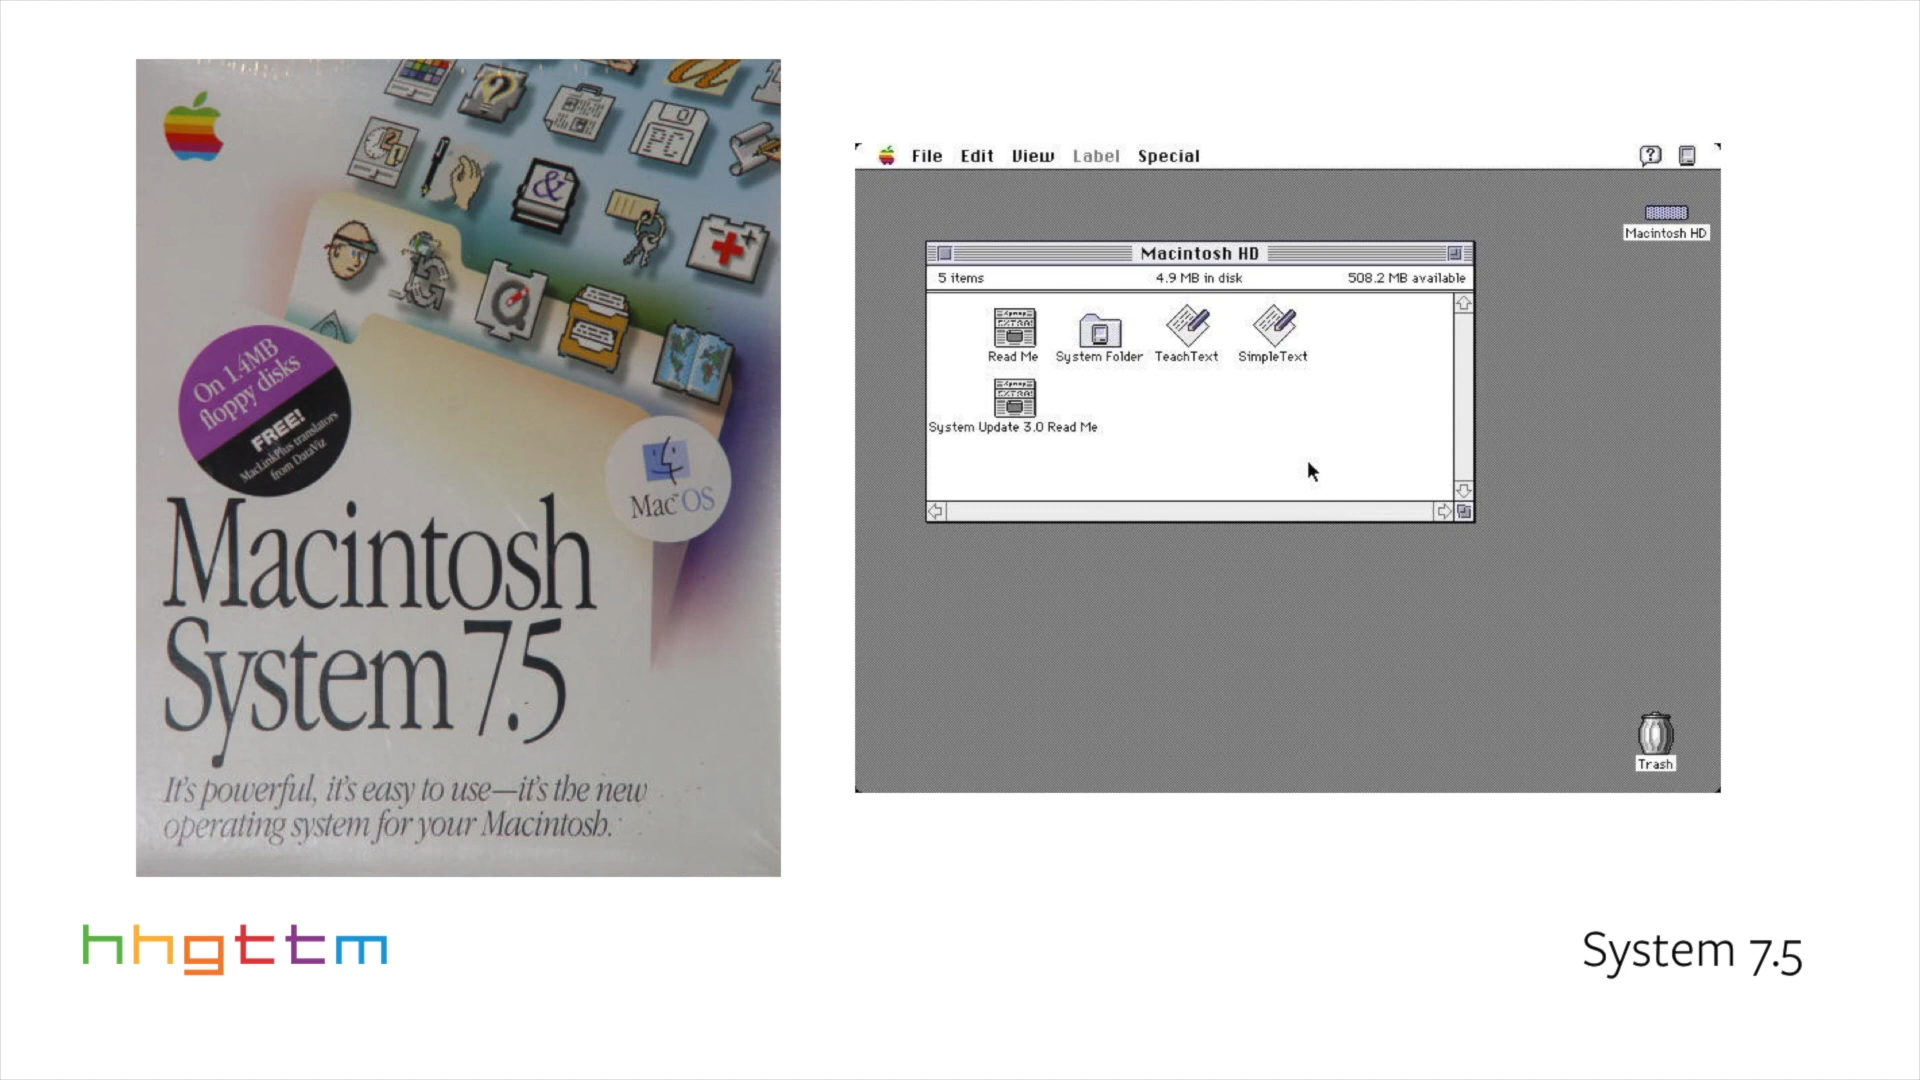 PC
&
On 1.4MB
floppy disks
FREE!
MacLinkPlus translators
from DataViz
Mac™OS
Macintosh
System 7.5
It's powerful, it's easy to use—it's the new
operating system for your Macintosh.
File Edit View Label Special
Macintosh HD
Macintosh HD
5 items 4.9 MB in disk 508.2 MB available
Read Me System Folder TeachText SimpleText
System Update 3.0 Read Me
Trash
hhgttm
System 7.5